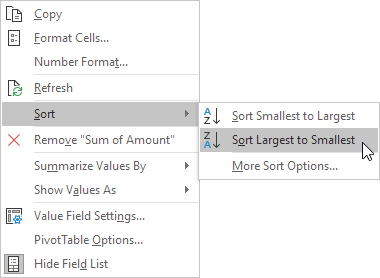 Copy
Format Cells...
Number Format...
Refresh
Sort
Remove "Sum of Amount"
Summarize Values By
Show Values As
Value Field Settings...
PivotTable Options...
Hide Field List
A
Z
Sort Smallest to Largest
Z
A
Sort Largest to Smallest
More Sort Options...